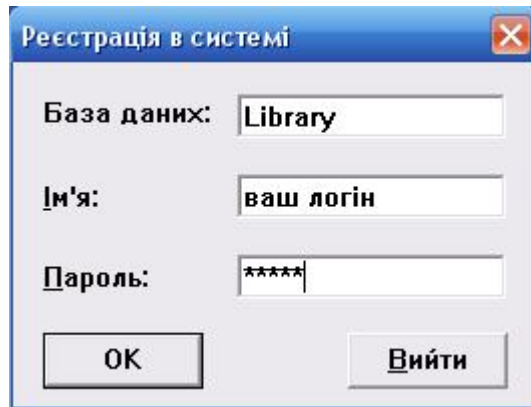 Реєстрація в системі
База даних: Library
Ім'я: ваш логін
Пароль: *****
OK Вийти